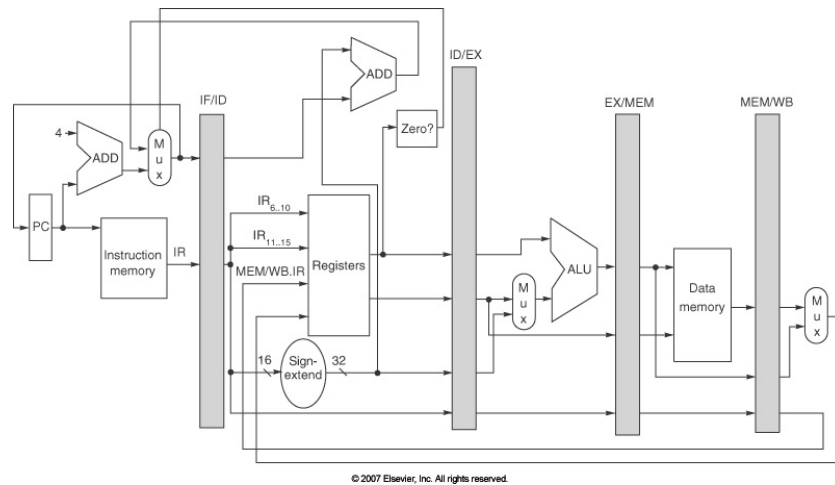 ID/EX
IF/ID
ADD
EX/MEM
MEM/WB
Zero?
4
ADD
M
u
x
IR6..10
PC
Instruction
memory
IR
IR11..15
MEM/WB.IR
Registers
ALU
M
u
x
Data
memory
M
u
x
16
Sign-
extend
32
© 2007 Elsevier, Inc. All rights reserved.